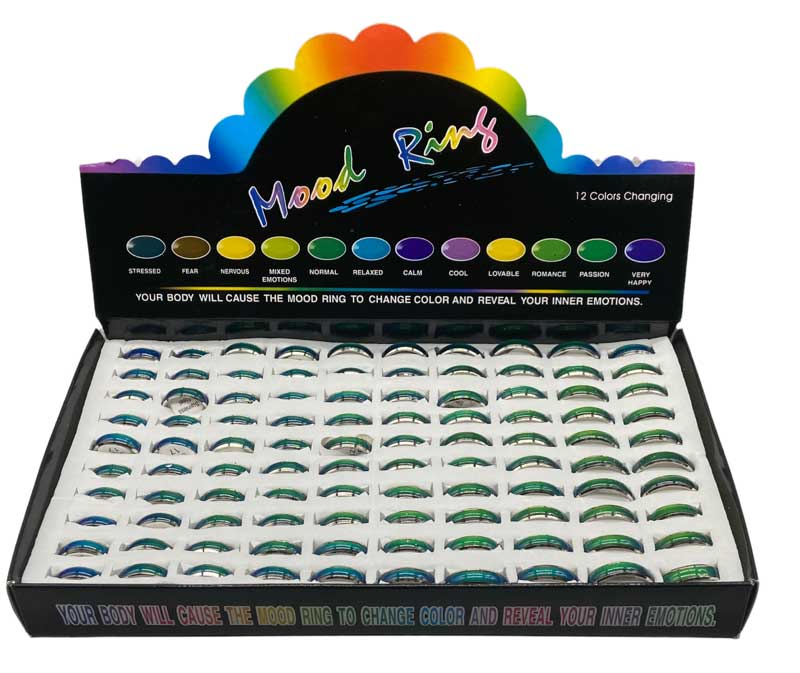 Mood Ring
12 Colors Changing
STRESSED FEAR NERVOUS MIXED EMOTIONS NORMAL RELAXED CALM COOL LOVABLE ROMANCE PASSION VERY HAPPY
YOUR BODY WILL CAUSE THE MOOD RING TO CHANGE COLOR AND REVEAL YOUR INNER EMOTIONS.
YOUR BODY WILL CAUSE THE MOOD RING TO CHANGE COLOR AND REVEAL YOUR INNER EMOTIONS.